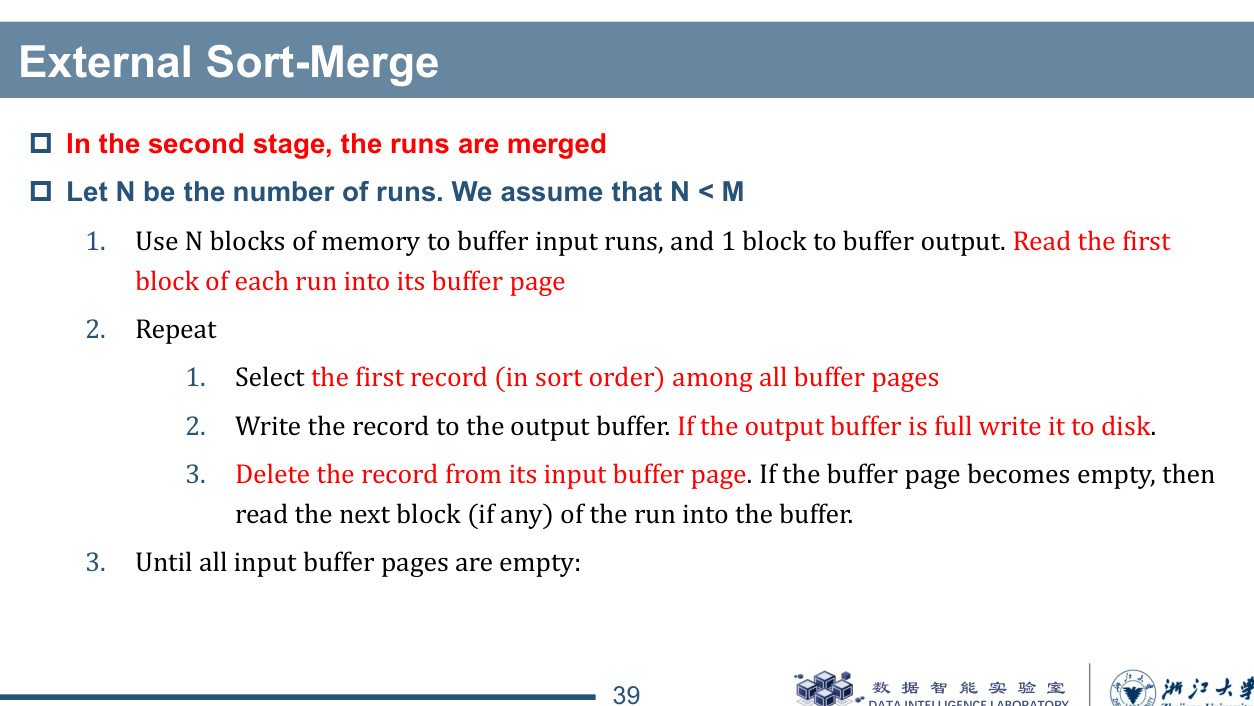 External Sort-Merge
In the second stage, the runs are merged
Let N be the number of runs. We assume that N < M
1. Use N blocks of memory to buffer input runs, and 1 block to buffer output. Read the first
block of each run into its buffer page
2. Repeat
1. Select the first record (in sort order) among all buffer pages
2. Write the record to the output buffer. If the output buffer is full write it to disk.
3. Delete the record from its input buffer page. If the buffer page becomes empty, then
read the next block (if any) of the run into the buffer.
3. Until all input buffer pages are empty:
39
数据智能实验室
DATA INTELLIGENCE LABORATORY
浙江大学